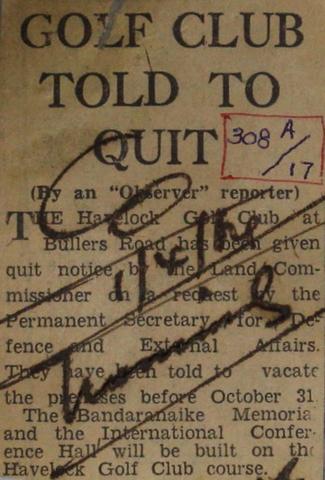 GOLF CLUB
TOLD TO
QUIT
308 A/17
(By an "Observer" reporter)
THE Havelock Golf Club at
Bullers Road has been given
quit notice by the Land Com-
missioner on a request by the
Permanent Secretary for De-
fence and External Affairs.
They have been told to vacate
the premises before October 31.
The Bandaranaike Memoria
and the International Confer-
ence Hall will be built on the
Havelock Golf Club course.